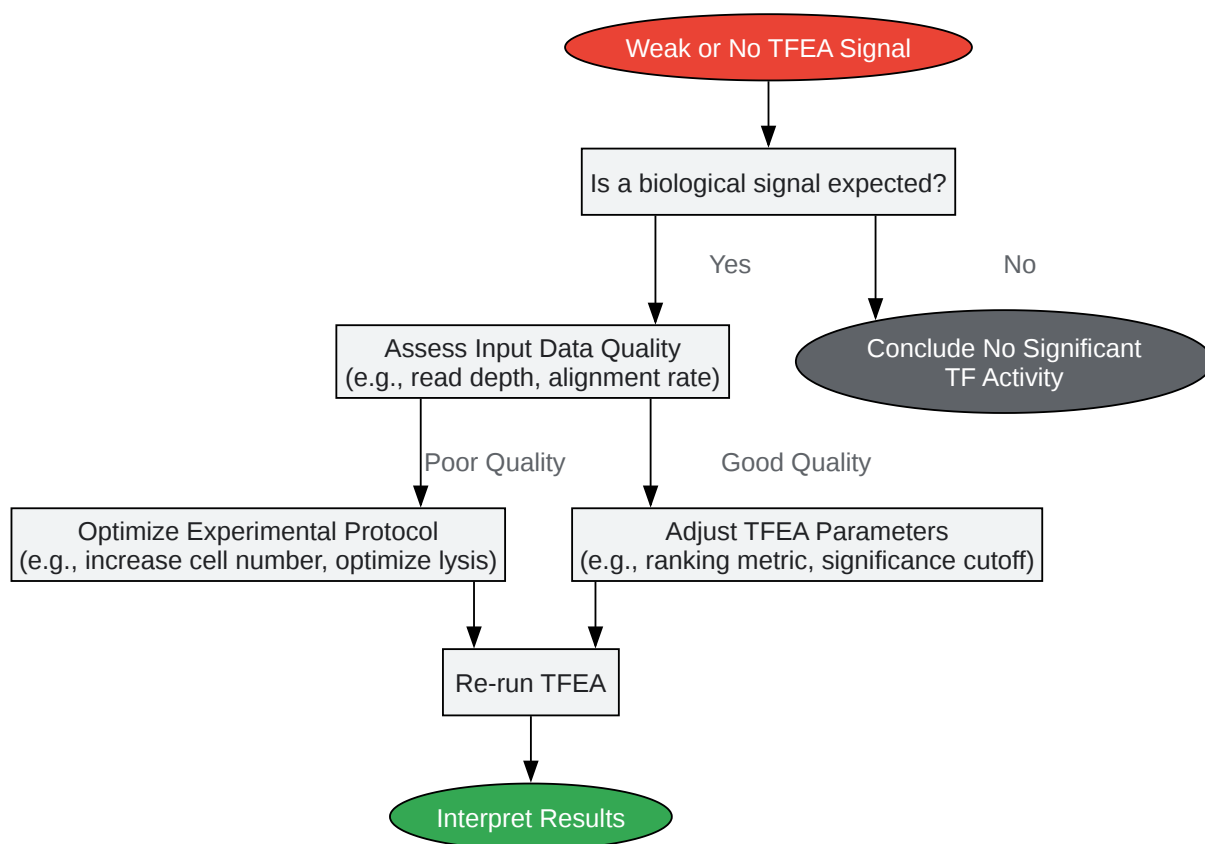 Weak or No TFEA Signal
Is a biological signal expected?
Yes
No
Assess Input Data Quality
(e.g., read depth, alignment rate)
Conclude No Significant
TF Activity
Poor Quality
Good Quality
Optimize Experimental Protocol
(e.g., increase cell number, optimize lysis)
Adjust TFEA Parameters
(e.g., ranking metric, significance cutoff)
Re-run TFEA
Interpret Results